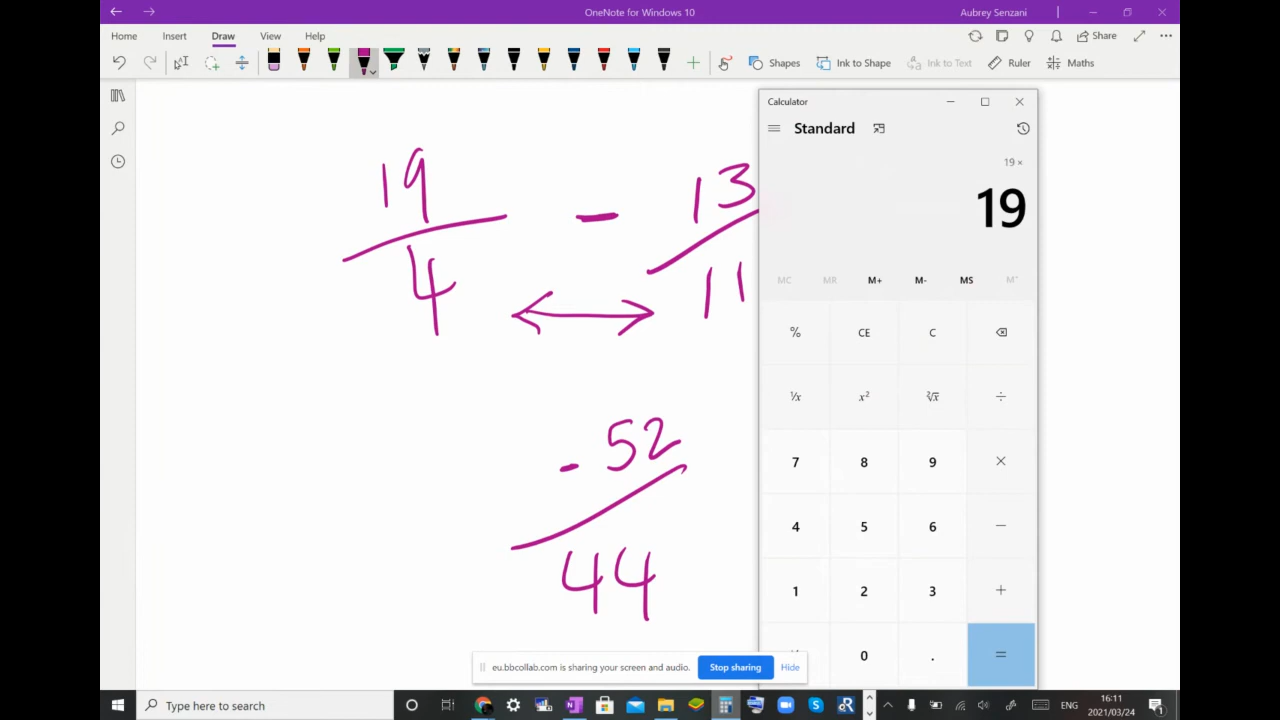 OneNote for Windows 10
Aubrey Senzani
Home Insert Draw View Help
Share
Shapes Ink to Shape Ink to Text Ruler Maths
19 - 13
4 11
- 52
44
Calculator
Standard
19 ×
19
MC MR M+ M- MS M˅
% CE C
⅟x x² ²√x ÷
7 8 9 ×
4 5 6 −
1 2 3 +
0 . =
eu.bbcollab.com is sharing your screen and audio. Stop sharing Hide
Type here to search
ENG
16:11
2021/03/24
1